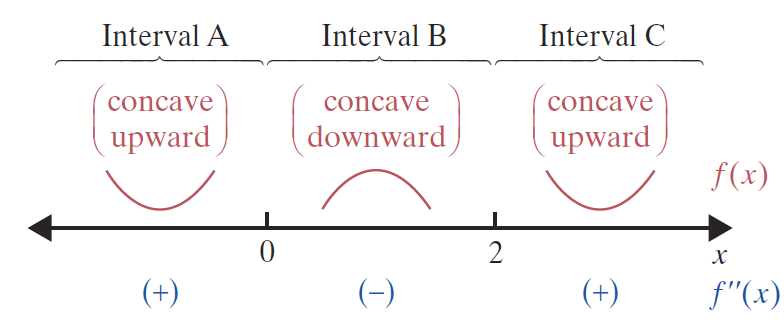 Interval A Interval B Interval C
concave concave concave
upward downward upward
f(x)
0 2 x
(+) (−) (+) f''(x)